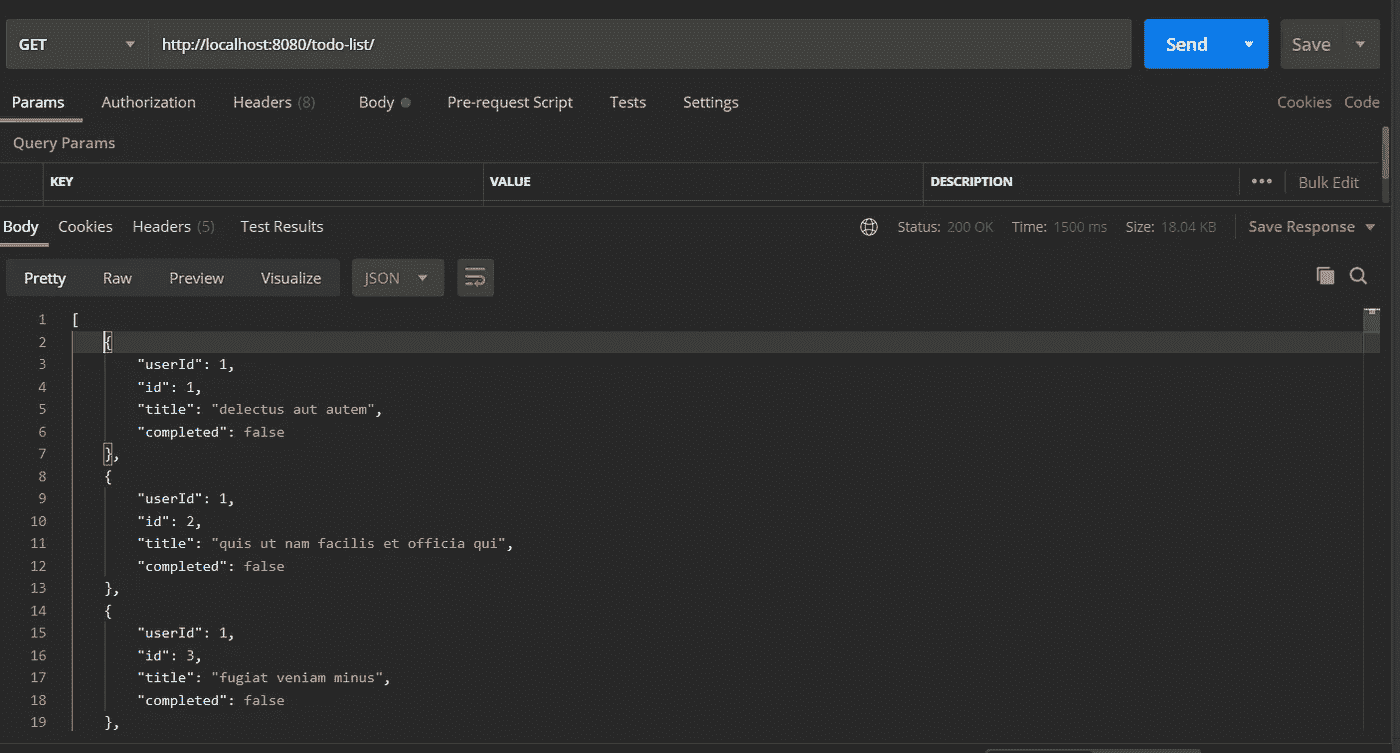 GET http://localhost:8080/todo-list/ Send Save
Params Authorization Headers (8) Body Pre-request Script Tests Settings Cookies Code
Query Params
KEY VALUE DESCRIPTION ••• Bulk Edit
Body Cookies Headers (5) Test Results Status: 200 OK Time: 1500 ms Size: 18.04 KB Save Response
Pretty Raw Preview Visualize JSON
1 [
2 {
3 "userId": 1,
4 "id": 1,
5 "title": "delectus aut autem",
6 "completed": false
7 },
8 {
9 "userId": 1,
10 "id": 2,
11 "title": "quis ut nam facilis et officia qui",
12 "completed": false
13 },
14 {
15 "userId": 1,
16 "id": 3,
17 "title": "fugiat veniam minus",
18 "completed": false
19 },